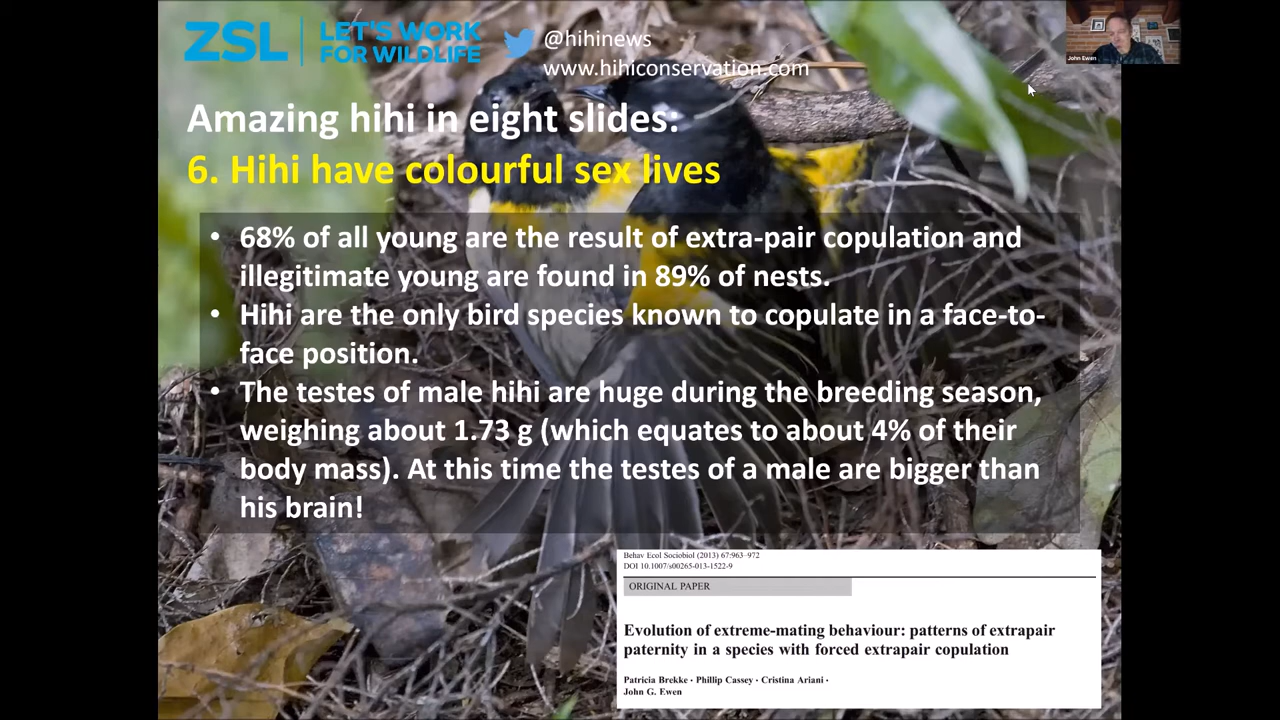 ZSL
LET'S WORK
FOR WILDLIFE
@hihinews
www.hihiconservation.com
John Ewen
Amazing hihi in eight slides:
6. Hihi have colourful sex lives
• 68% of all young are the result of extra-pair copulation and
illegitimate young are found in 89% of nests.
• Hihi are the only bird species known to copulate in a face-to-
face position.
• The testes of male hihi are huge during the breeding season,
weighing about 1.73 g (which equates to about 4% of their
body mass). At this time the testes of a male are bigger than
his brain!
Behav Ecol Sociobiol (2013) 67:963–972
DOI 10.1007/s00265-013-1522-9
ORIGINAL PAPER
Evolution of extreme-mating behaviour: patterns of extrapair
paternity in a species with forced extrapair copulation
Patricia Brekke · Phillip Cassey · Cristina Ariani ·
John G. Ewen